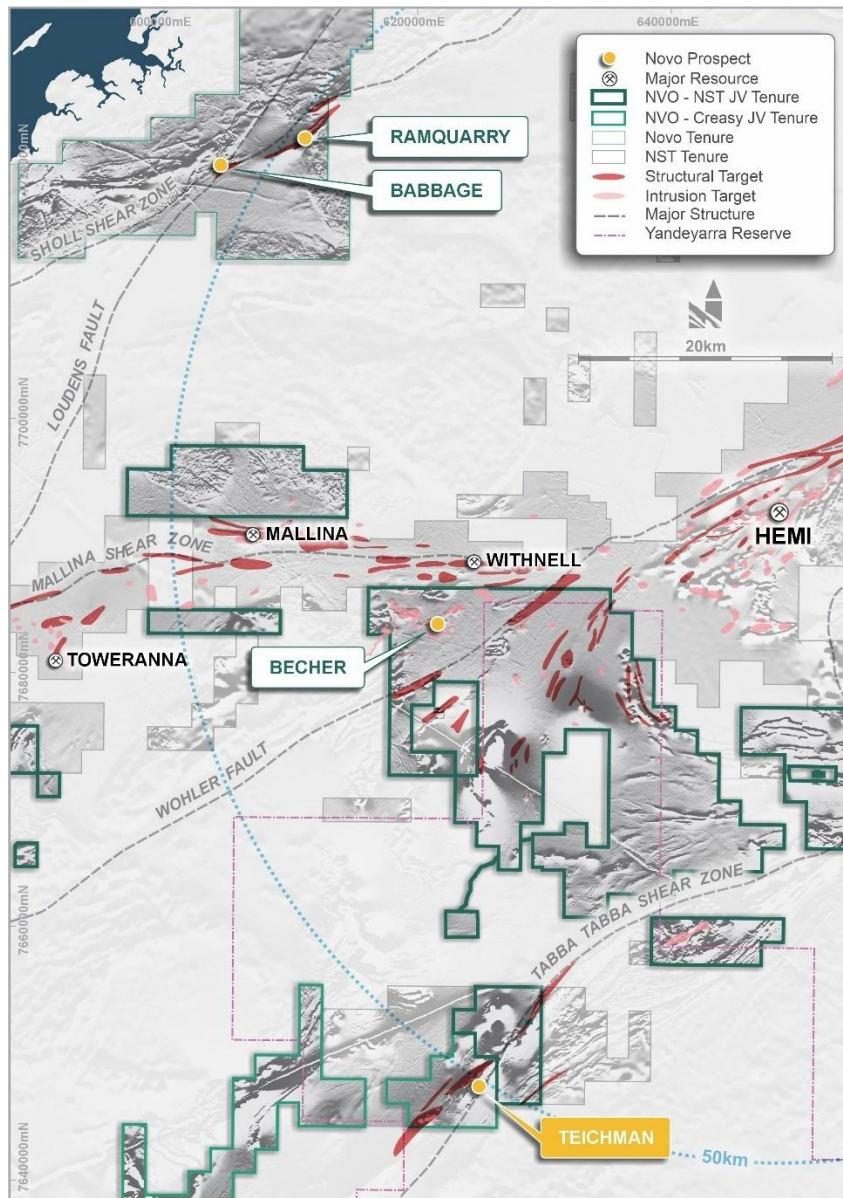 600000mE
620000mE
640000mE
Novo Prospect
Major Resource
NVO - NST JV Tenure
NVO - Creasy JV Tenure
Novo Tenure
NST Tenure
Structural Target
Intrusion Target
Major Structure
Yandeyarra Reserve
RAMQUARRY
BABBAGE
SHOLL SHEAR ZONE
20km
LOUDENS FAULT
7700000mN
HEMI
MALLINA
MALLINA SHEAR ZONE
WITHNELL
BECHER
TOWERANNA
7680000mN
WOHLER FAULT
TABBA TABBA SHEAR ZONE
7660000mN
TEICHMAN
50km
7640000mN